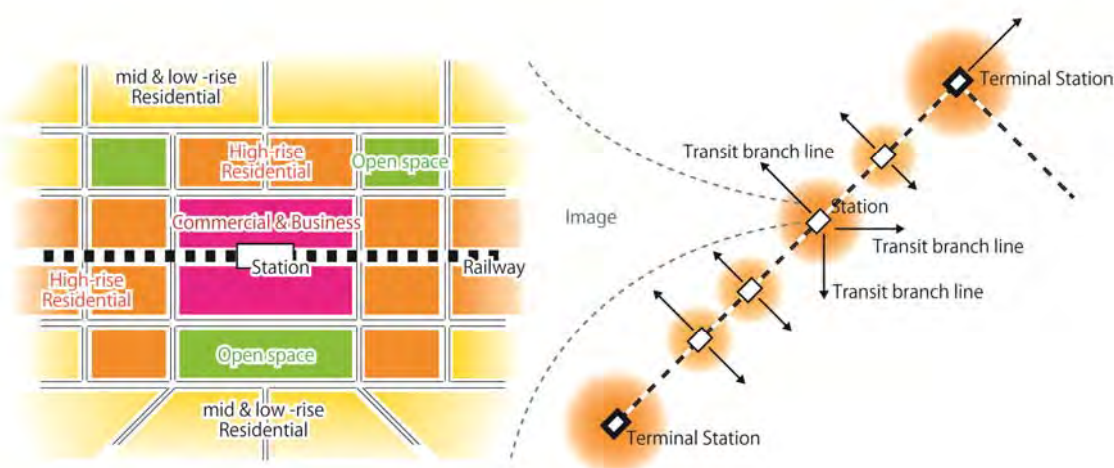 mid & low -rise
Residential
High-rise
Residential
Open space
Commercial & Business
Station
Railway
High-rise
Residential
Open space
mid & low -rise
Residential
Terminal Station
Transit branch line
Station
Image
Transit branch line
Transit branch line
Terminal Station